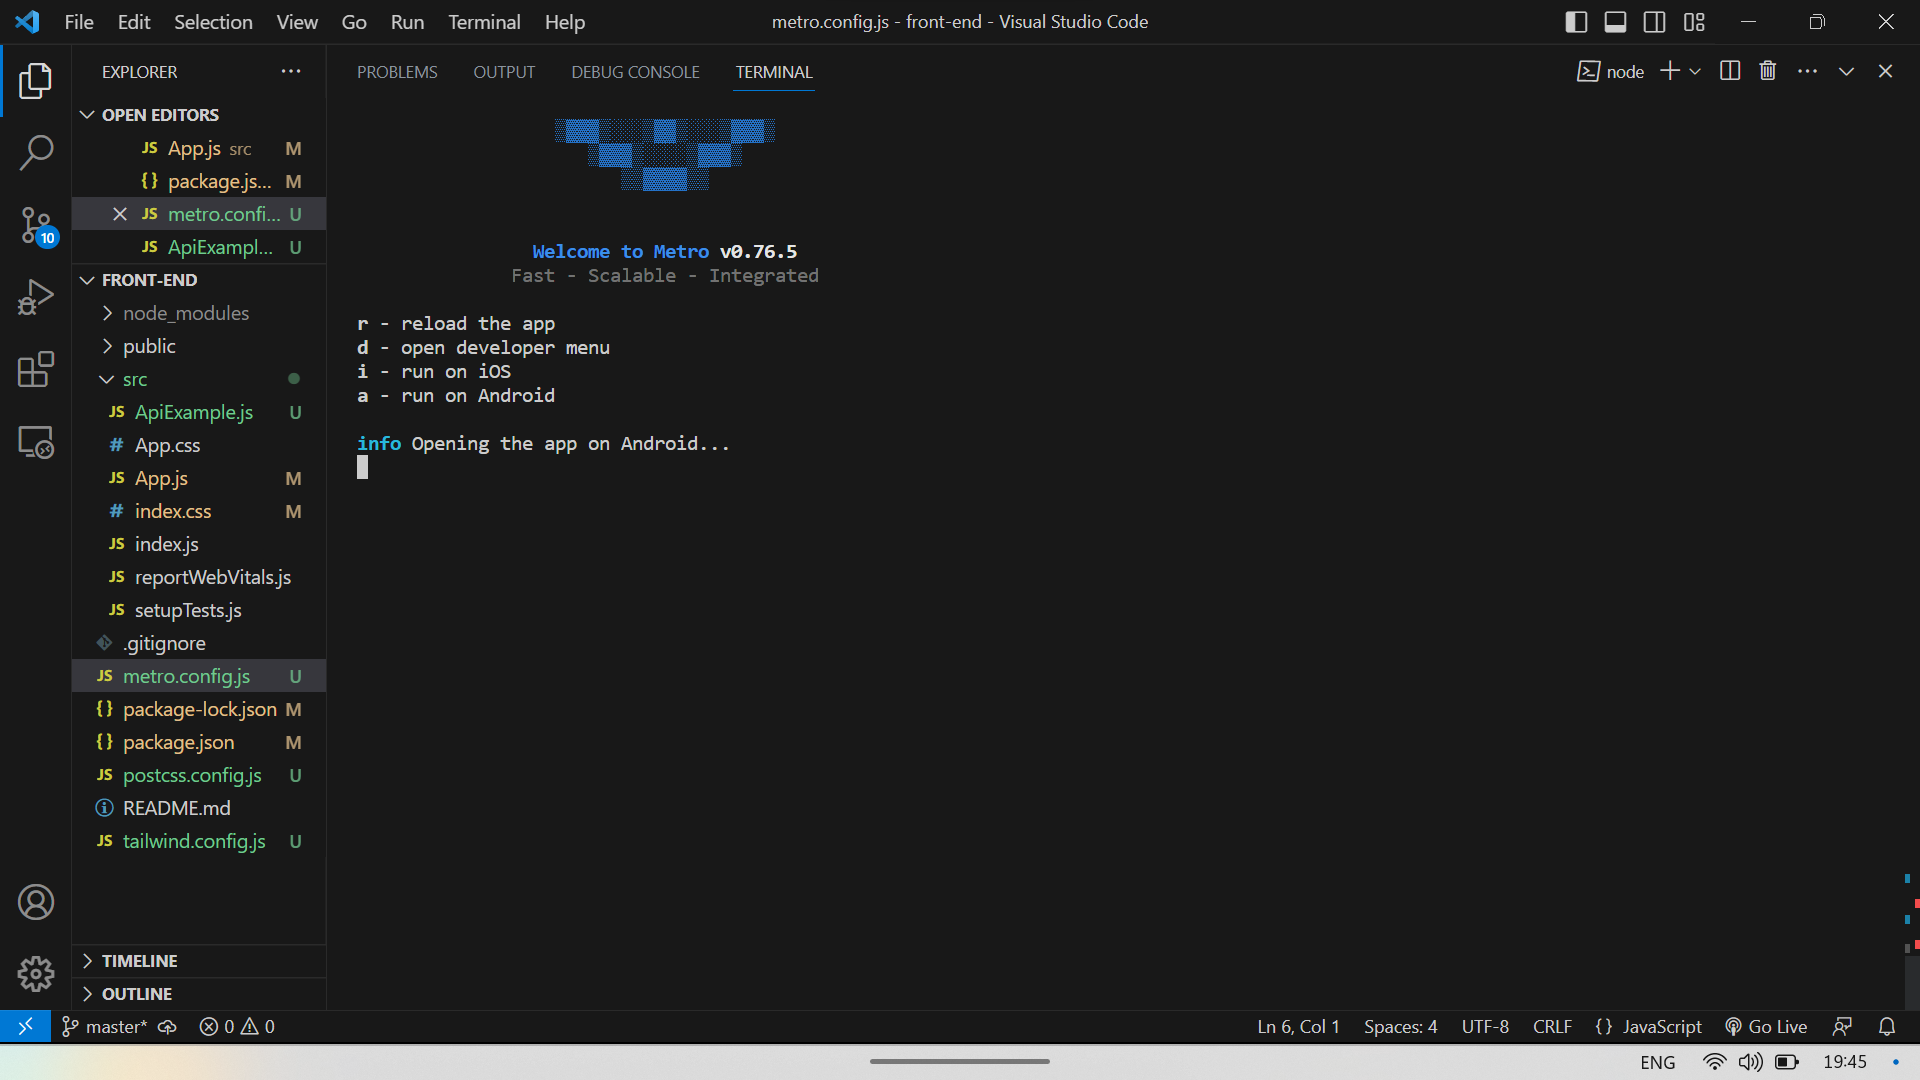 File Edit Selection View Go Run Terminal Help
metro.config.js - front-end - Visual Studio Code
EXPLORER
OPEN EDITORS
JS App.js src M
{} package.js... M
JS metro.confi... U
JS ApiExampl... U
FRONT-END
node_modules
public
src
JS ApiExample.js U
# App.css
JS App.js M
# index.css M
JS index.js
JS reportWebVitals.js
JS setupTests.js
.gitignore
JS metro.config.js U
{} package-lock.json M
{} package.json M
JS postcss.config.js U
README.md
JS tailwind.config.js U
TIMELINE
OUTLINE
10
PROBLEMS OUTPUT DEBUG CONSOLE TERMINAL
node
Welcome to Metro v0.76.5
Fast - Scalable - Integrated
r - reload the app
d - open developer menu
i - run on iOS
a - run on Android
info Opening the app on Android...
master* 0 0
Ln 6, Col 1 Spaces: 4 UTF-8 CRLF {} JavaScript Go Live
ENG 19:45